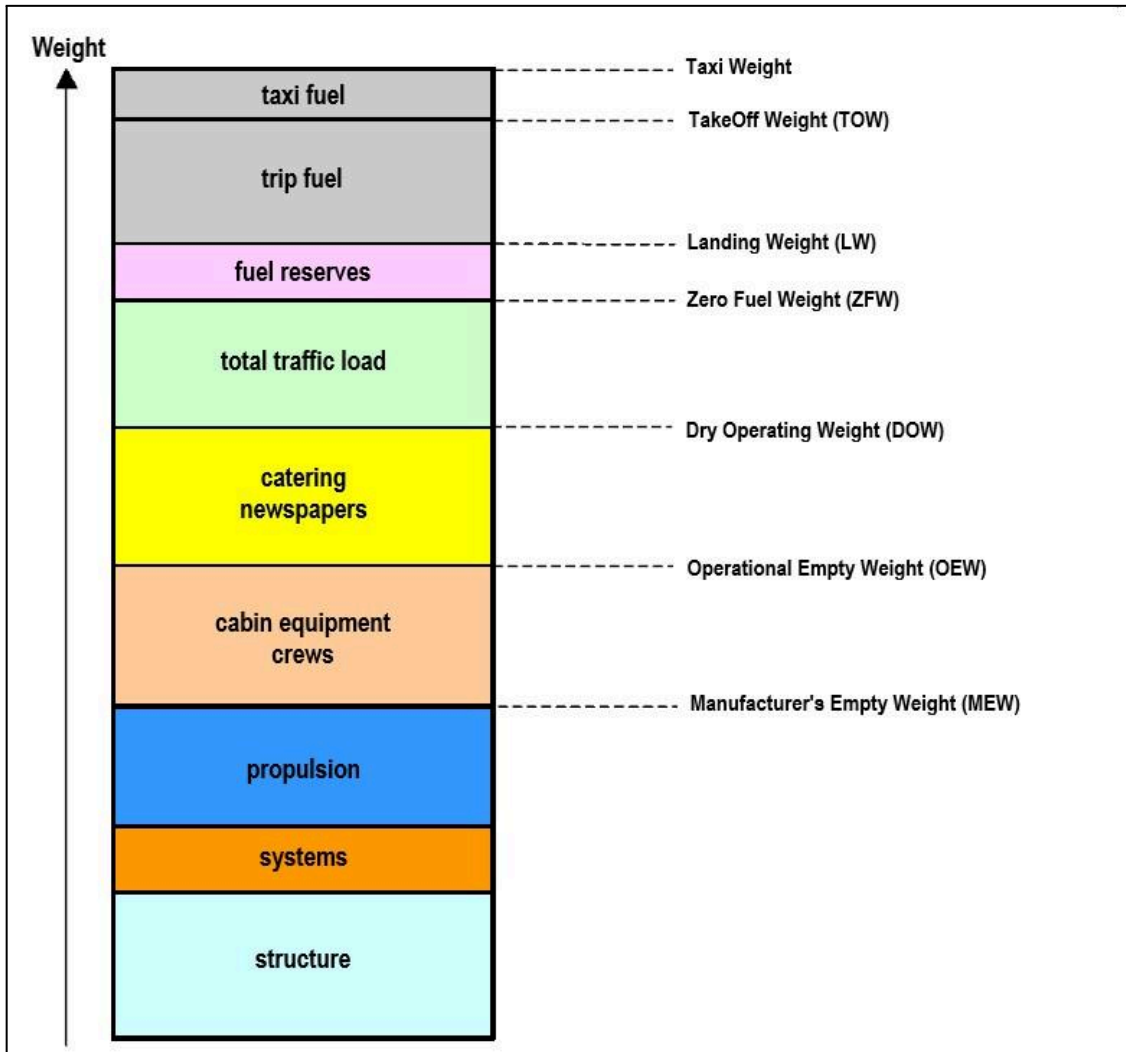 Weight
taxi fuel
Taxi Weight
TakeOff Weight (TOW)
trip fuel
Landing Weight (LW)
fuel reserves
Zero Fuel Weight (ZFW)
total traffic load
Dry Operating Weight (DOW)
catering
newspapers
Operational Empty Weight (OEW)
cabin equipment
crews
Manufacturer's Empty Weight (MEW)
propulsion
systems
structure